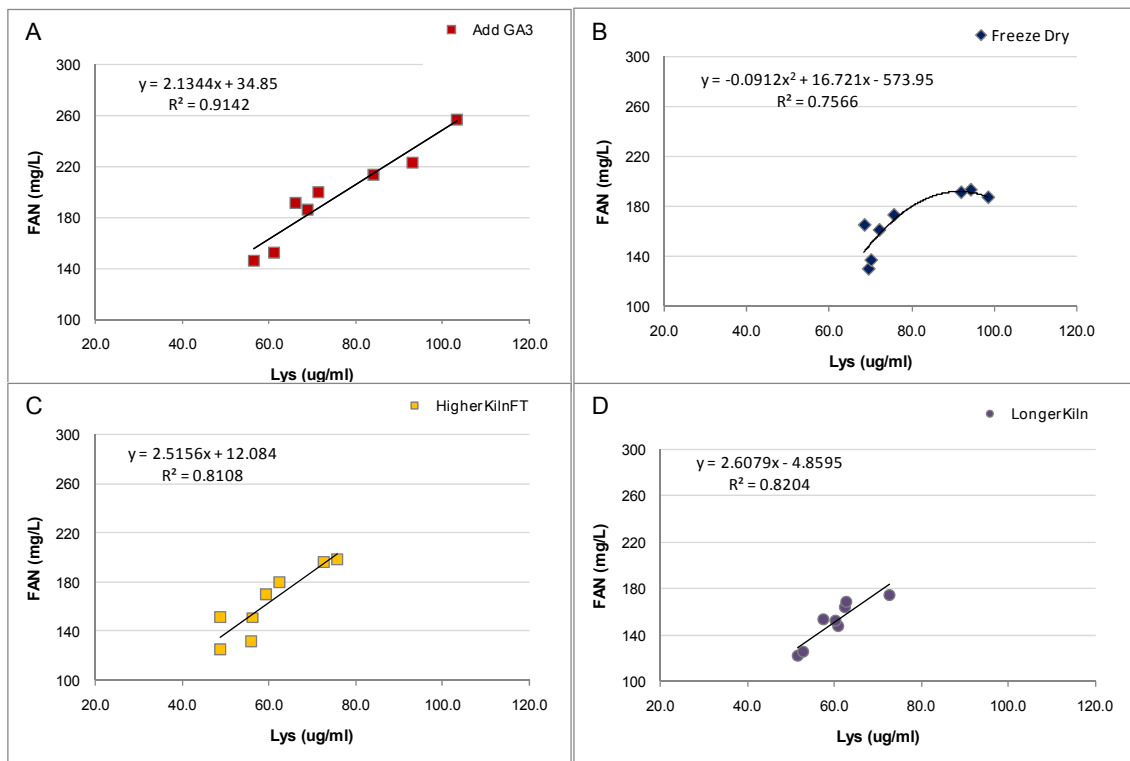 A
Add GA3
y = 2.1344x + 34.85
R² = 0.9142
FAN (mg/L)
300
260
220
180
140
100
20.0 40.0 60.0 80.0 100.0 120.0
Lys (ug/ml)
B
Freeze Dry
y = -0.0912x² + 16.721x - 573.95
R² = 0.7566
FAN (mg/L)
300
260
220
180
140
100
20.0 40.0 60.0 80.0 100.0 120.0
Lys (ug/ml)
C
HigherKilnFT
y = 2.5156x + 12.084
R² = 0.8108
FAN (mg/L)
300
260
220
180
140
100
20.0 40.0 60.0 80.0 100.0 120.0
Lys (ug/ml)
D
LongerKiln
y = 2.6079x - 4.8595
R² = 0.8204
FAN (mg/L)
300
260
220
180
140
100
20.0 40.0 60.0 80.0 100.0 120.0
Lys (ug/ml)